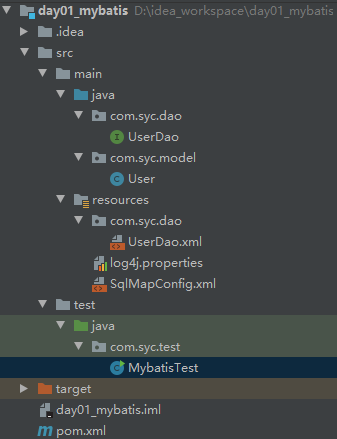 day01_mybatis D:\idea_workspace\day01_mybatis
.idea
src
main
java
com.syc.dao
UserDao
com.syc.model
User
resources
com.syc.dao
UserDao.xml
log4j.properties
SqlMapConfig.xml
test
java
com.syc.test
MybatisTest
target
day01_mybatis.iml
pom.xml